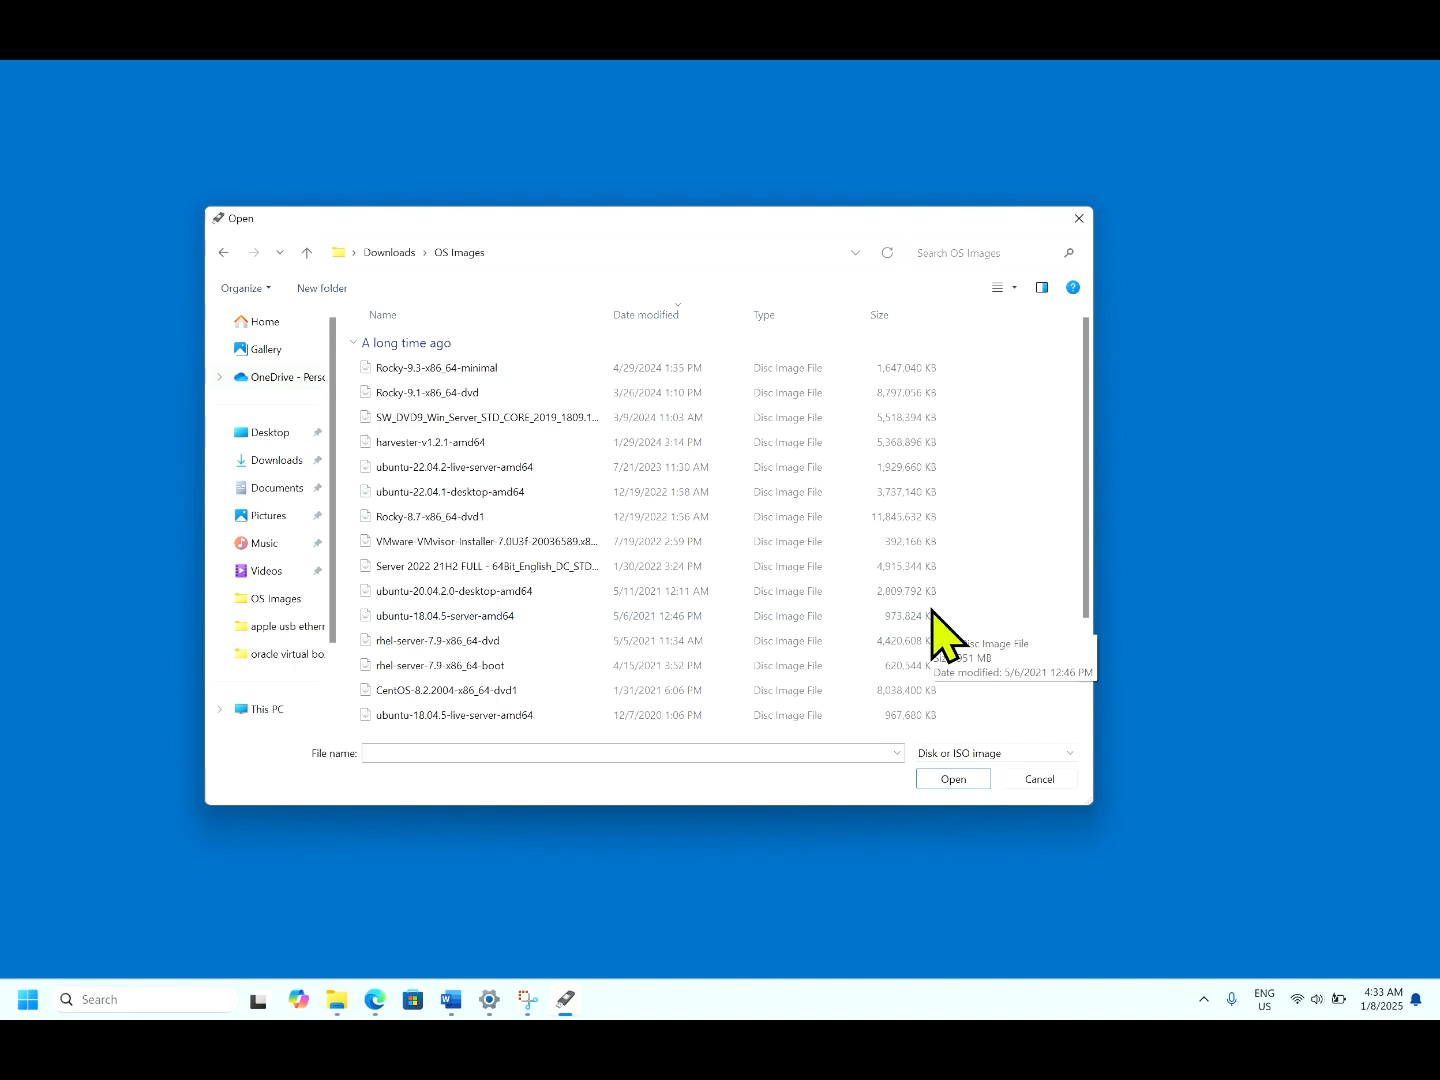 Open
Downloads › OS Images
Search OS Images
Organize
New folder
Name Date modified Type Size
Home
Gallery
OneDrive - Perso
Desktop
Downloads
Documents
Pictures
Music
Videos
OS Images
apple usb ethern
oracle virtual bo
This PC
A long time ago
Rocky-9.3-x86_64-minimal 4/29/2024 1:35 PM Disc Image File 1,647,040 KB
Rocky-9.1-x86_64-dvd 3/26/2024 1:10 PM Disc Image File 8,797,056 KB
SW_DVD9_Win_Server_STD_CORE_2019_1809.1... 3/9/2024 11:03 AM Disc Image File 5,518,394 KB
harvester-v1.2.1-amd64 1/29/2024 3:14 PM Disc Image File 5,368,896 KB
ubuntu-22.04.2-live-server-amd64 7/21/2023 11:30 AM Disc Image File 1,929,660 KB
ubuntu-22.04.1-desktop-amd64 12/19/2022 1:58 AM Disc Image File 3,737,140 KB
Rocky-8.7-x86_64-dvd1 12/19/2022 1:56 AM Disc Image File 11,845,632 KB
VMware-VMvisor-Installer-7.0U3f-20036589.x8... 7/19/2022 2:59 PM Disc Image File 392,166 KB
Server 2022 21H2 FULL - 64Bit_English_DC_STD... 1/30/2022 3:24 PM Disc Image File 4,915,344 KB
ubuntu-20.04.2.0-desktop-amd64 5/11/2021 12:11 AM Disc Image File 2,809,792 KB
ubuntu-18.04.5-server-amd64 5/6/2021 12:46 PM Disc Image File 973,824
rhel-server-7.9-x86_64-dvd 5/5/2021 11:34 AM Disc Image File 4,420,608
rhel-server-7.9-x86_64-boot 4/15/2021 3:52 PM Disc Image File 620,544
CentOS-8.2.2004-x86_64-dvd1 1/31/2021 6:06 PM Disc Image File 8,038,400 KB
ubuntu-18.04.5-live-server-amd64 12/7/2020 1:06 PM Disc Image File 967,680 KB
Disc Image File
951 MB
Date modified: 5/6/2021 12:46 PM
File name:
Disk or ISO image
Open
Cancel
Search
ENG
US
4:33 AM
1/8/2025